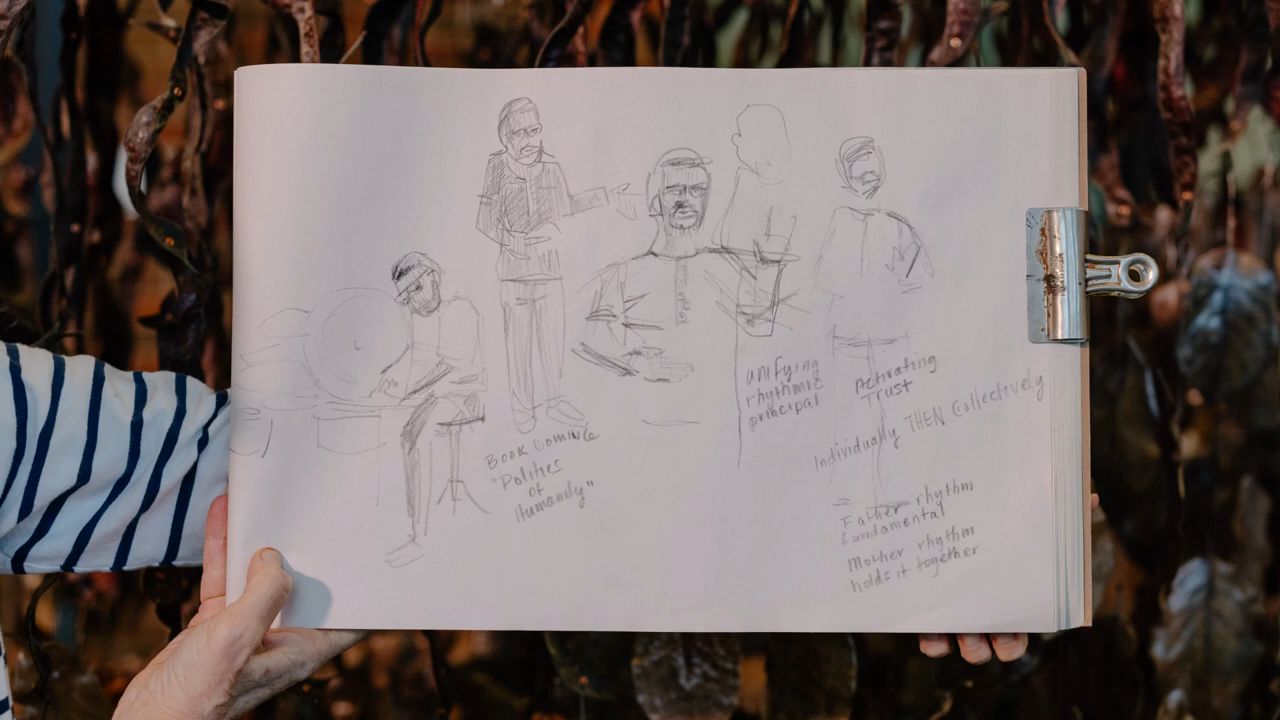 Book Coming
"Polities
of
Humanity"
unifying
rhythmic
principal
Activating
Trust
Individually THEN Collectively
= Father rhythm
fundamental
Mother rhythm
holds it together